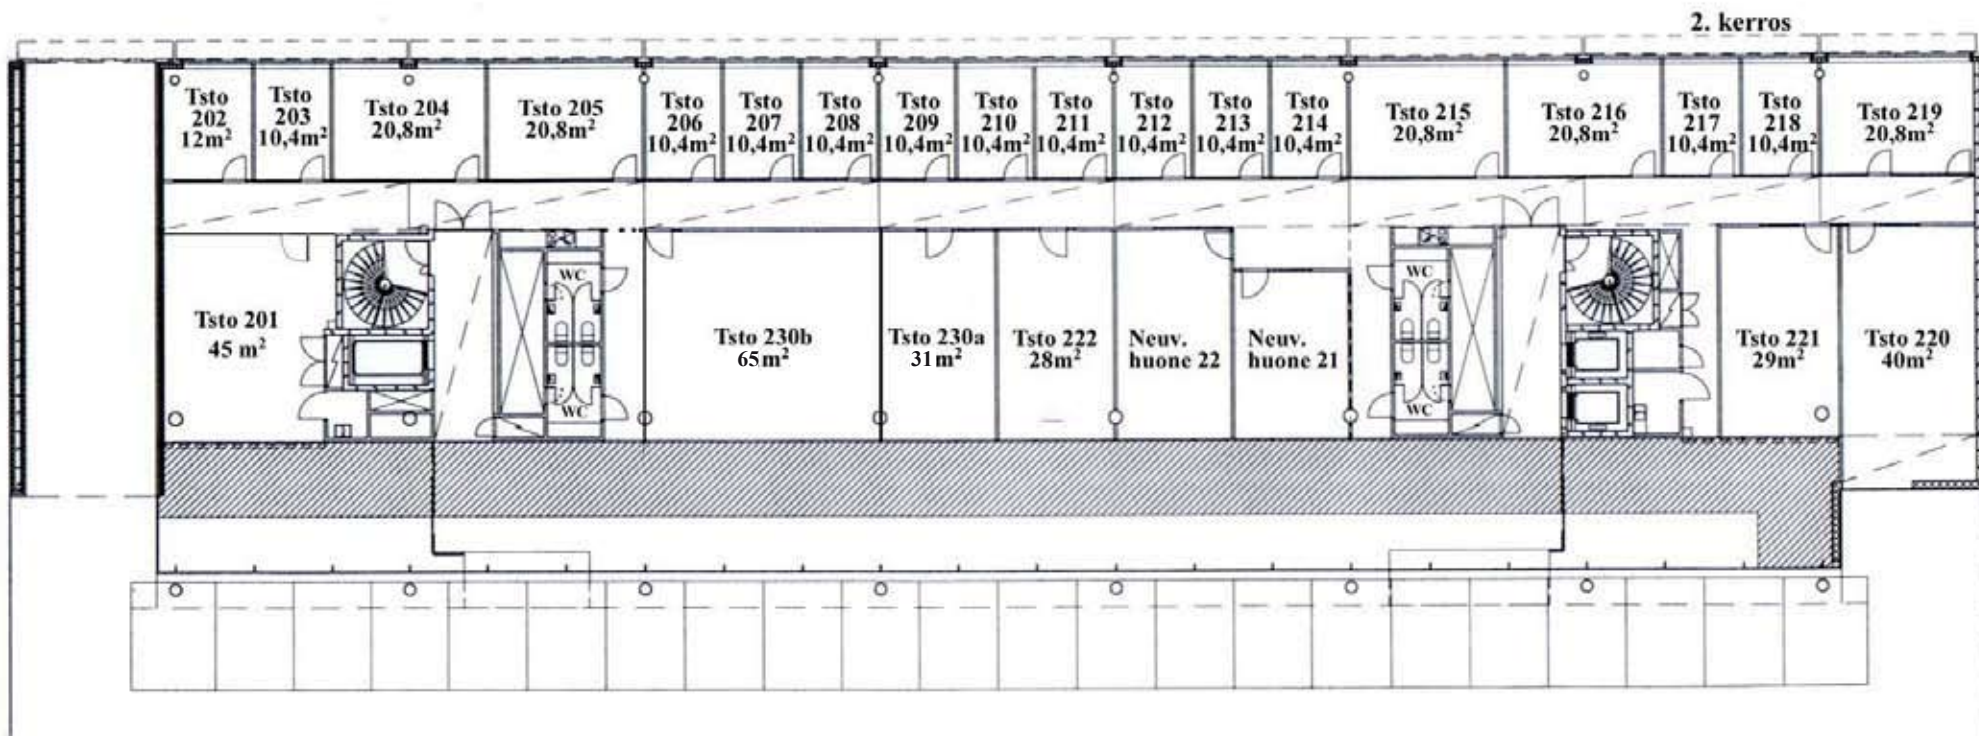 2. kerros
Tsto
202
12m²
Tsto
203
10,4m²
Tsto 204
20,8m²
Tsto 205
20,8m²
Tsto
206
10,4m²
Tsto
207
10,4m²
Tsto
208
10,4m²
Tsto
209
10,4m²
Tsto
210
10,4m²
Tsto
211
10,4m²
Tsto
212
10,4m²
Tsto
213
10,4m²
Tsto
214
10,4m²
Tsto 215
20,8m²
Tsto 216
20,8m²
Tsto
217
10,4m²
Tsto
218
10,4m²
Tsto 219
20,8m²
Tsto 201
45 m²
WC
WC
Tsto 230b
65m²
Tsto 230a
31m²
Tsto 222
28m²
Neuv.
huone 22
Neuv.
huone 21
WC
WC
Tsto 221
29m²
Tsto 220
40m²